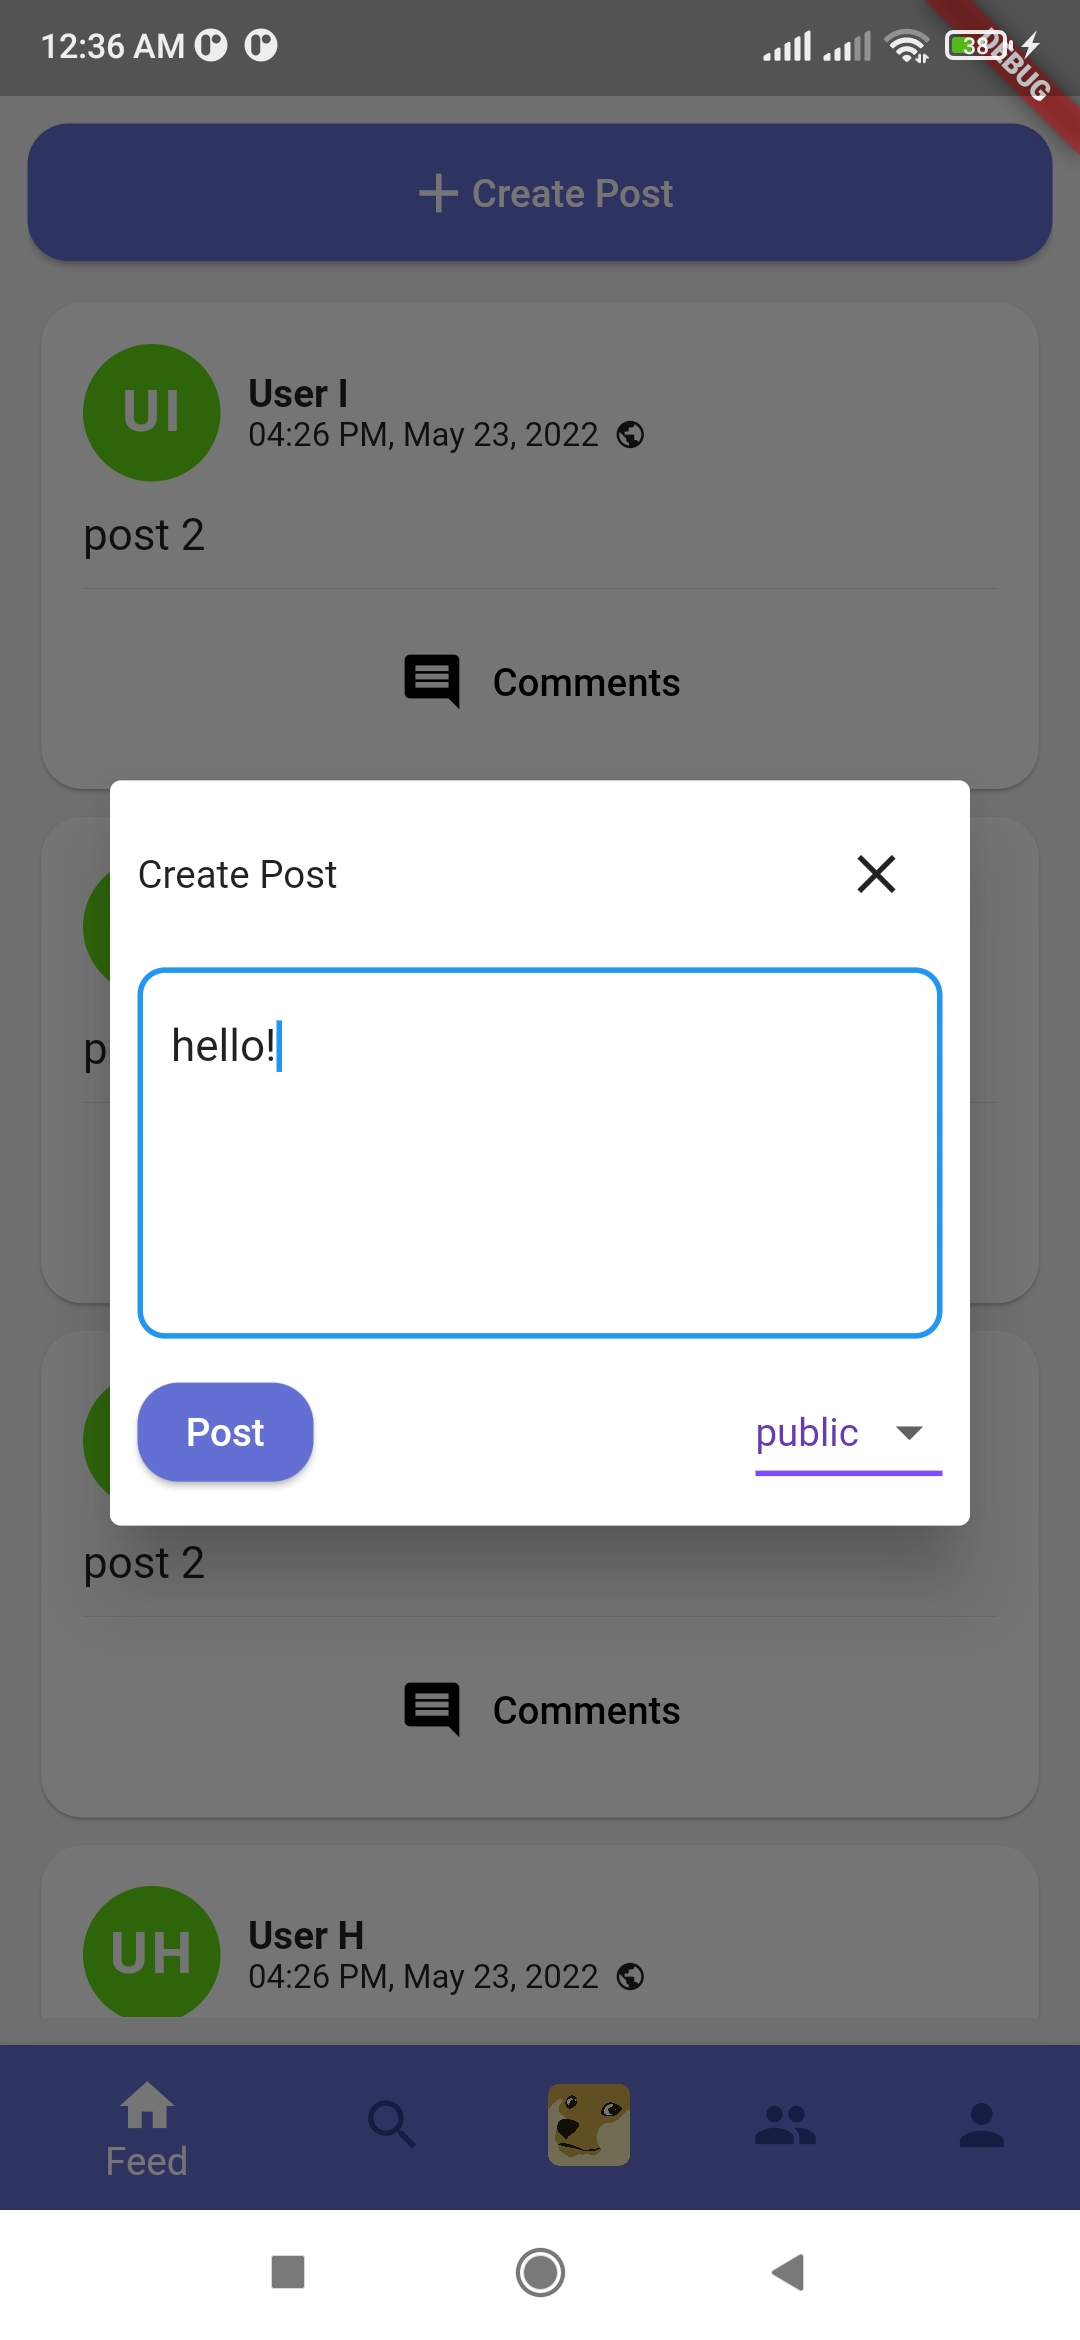 12:36 AM
38
DEBUG
Create Post
UI
User I
04:26 PM, May 23, 2022
post 2
Comments
Create Post
p
hello!
Post
public
post 2
Comments
UH
User H
04:26 PM, May 23, 2022
Feed